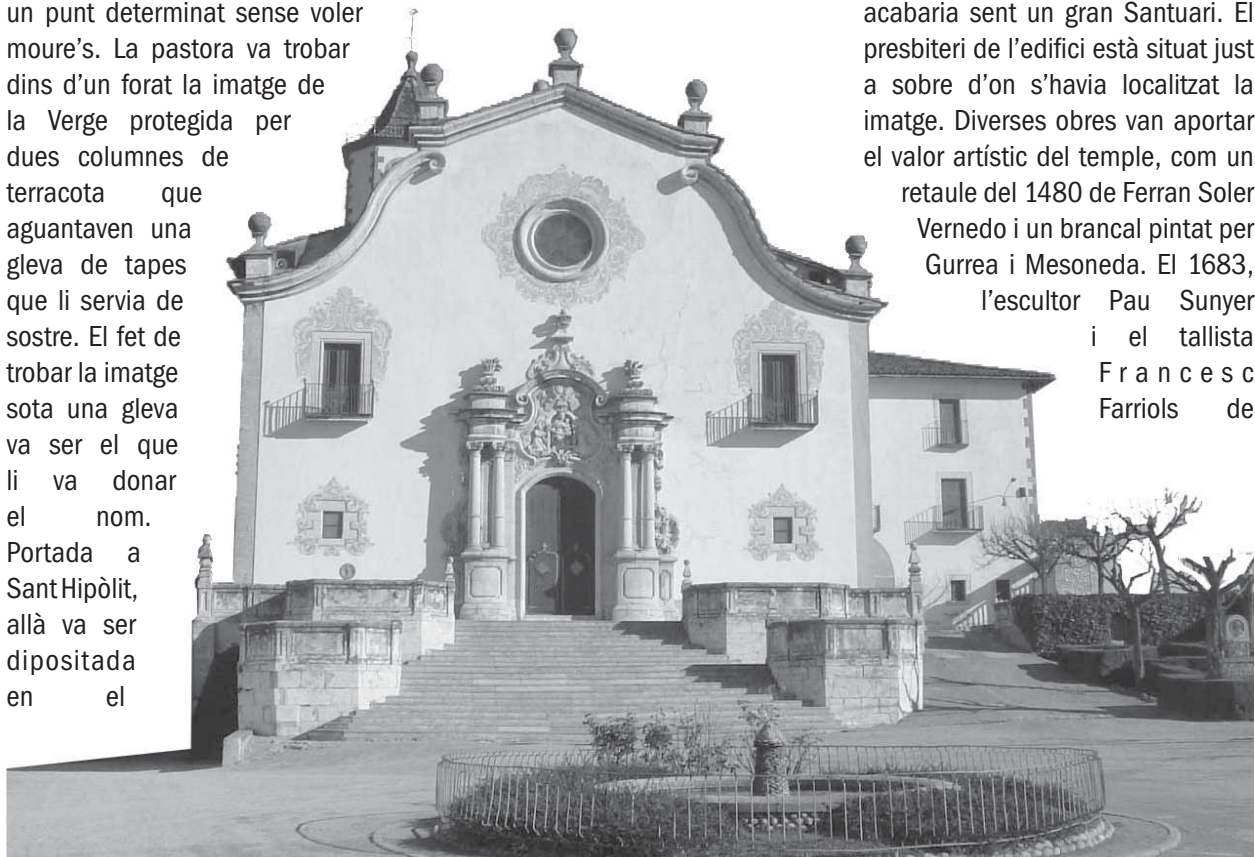 un punt determinat sense voler
moure's. La pastora va trobar
dins d'un forat la imatge de
la Verge protegida per
dues columnes de
terracota que
aguantaven una
gleva de tapes
que li servia de
sostre. El fet de
trobar la imatge
sota una gleva
va ser el que
li va donar
el nom.
Portada a
Sant Hipòlit,
allà va ser
dipositada
en el
acabaria sent un gran Santuari. El
presbiteri de l'edifici està situat just
a sobre d'on s'havia localitzat la
imatge. Diverses obres van aportar
el valor artístic del temple, com un
retaule del 1480 de Ferran Soler
Vernedo i un brancal pintat per
Gurrea i Mesoneda. El 1683,
l'escultor Pau Sunyer
i el tallista
Francesc
Farriols de